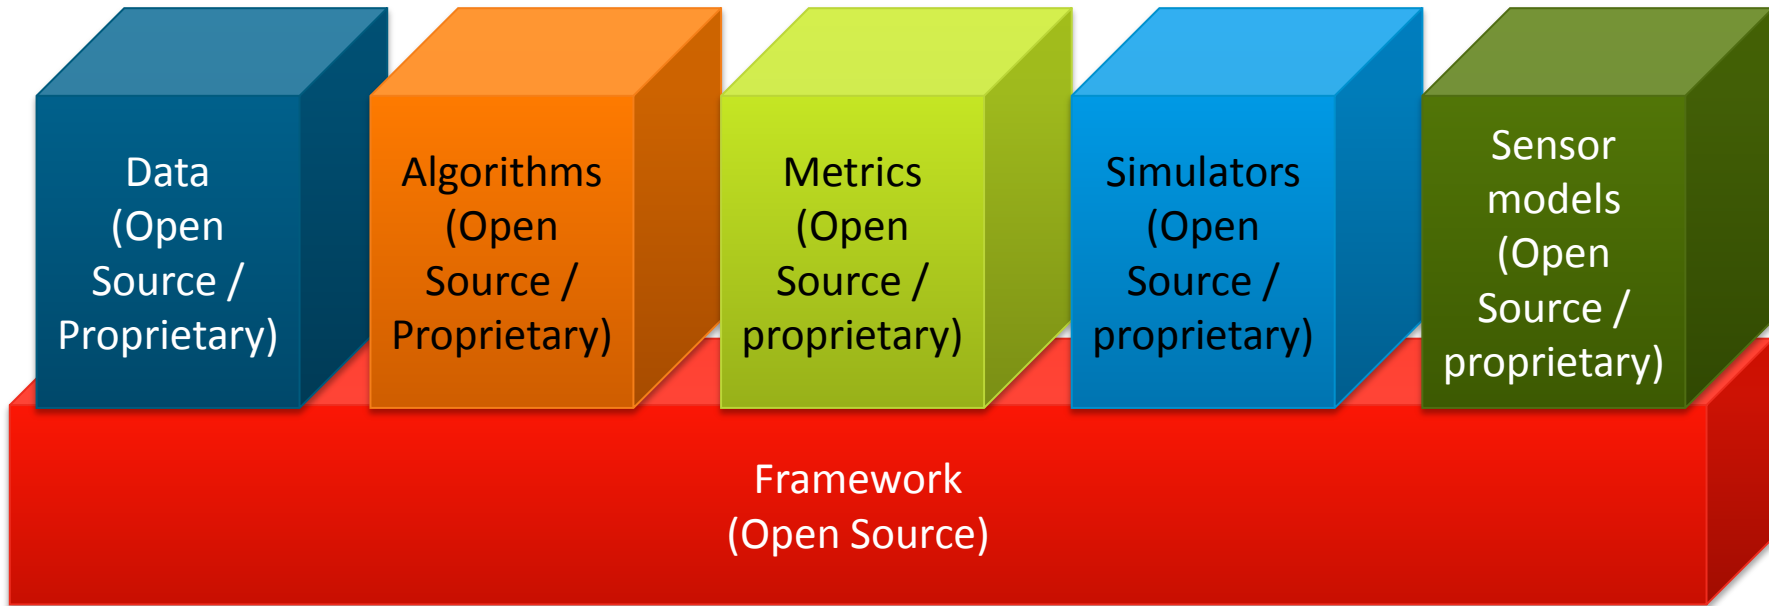 Data
(Open
Source /
Proprietary)
Algorithms
(Open
Source /
Proprietary)
Metrics
(Open
Source /
proprietary)
Simulators
(Open
Source /
proprietary)
Sensor
models
(Open
Source /
proprietary)
Framework
(Open Source)